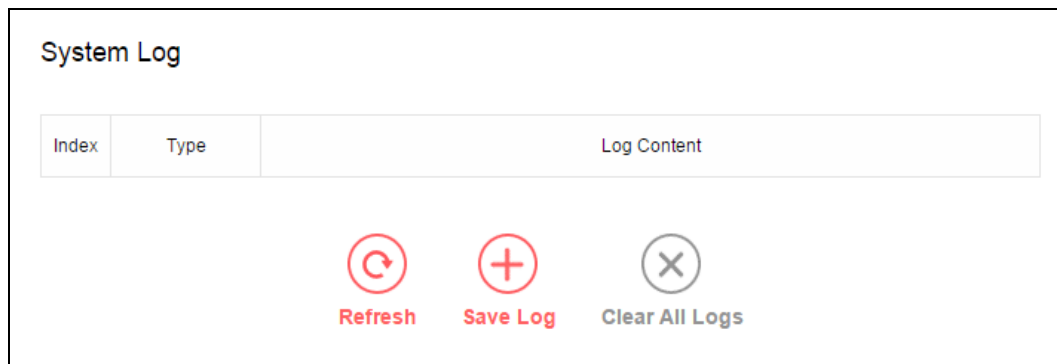 System Log
Index Type Log Content
Refresh Save Log Clear All Logs